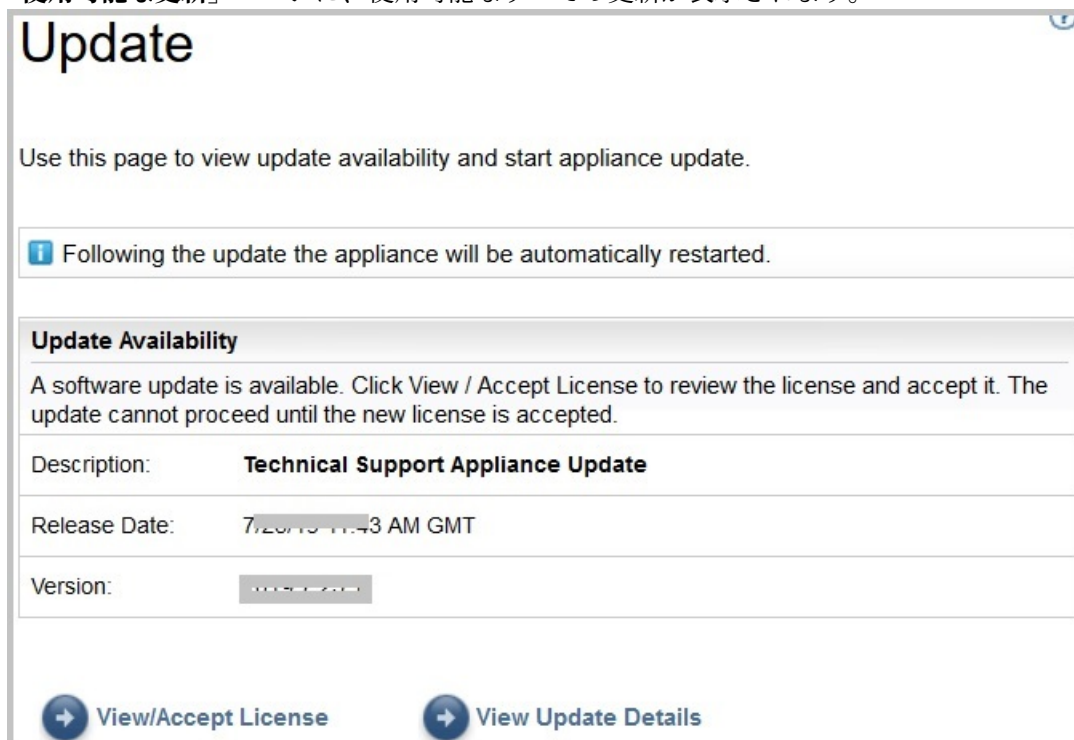 Update
Use this page to view update availability and start appliance update.
Following the update the appliance will be automatically restarted.
Update Availability
A software update is available. Click View / Accept License to review the license and accept it. The
update cannot proceed until the new license is accepted.
Description: Technical Support Appliance Update
Release Date: AM GMT
Version:
View/Accept License View Update Details